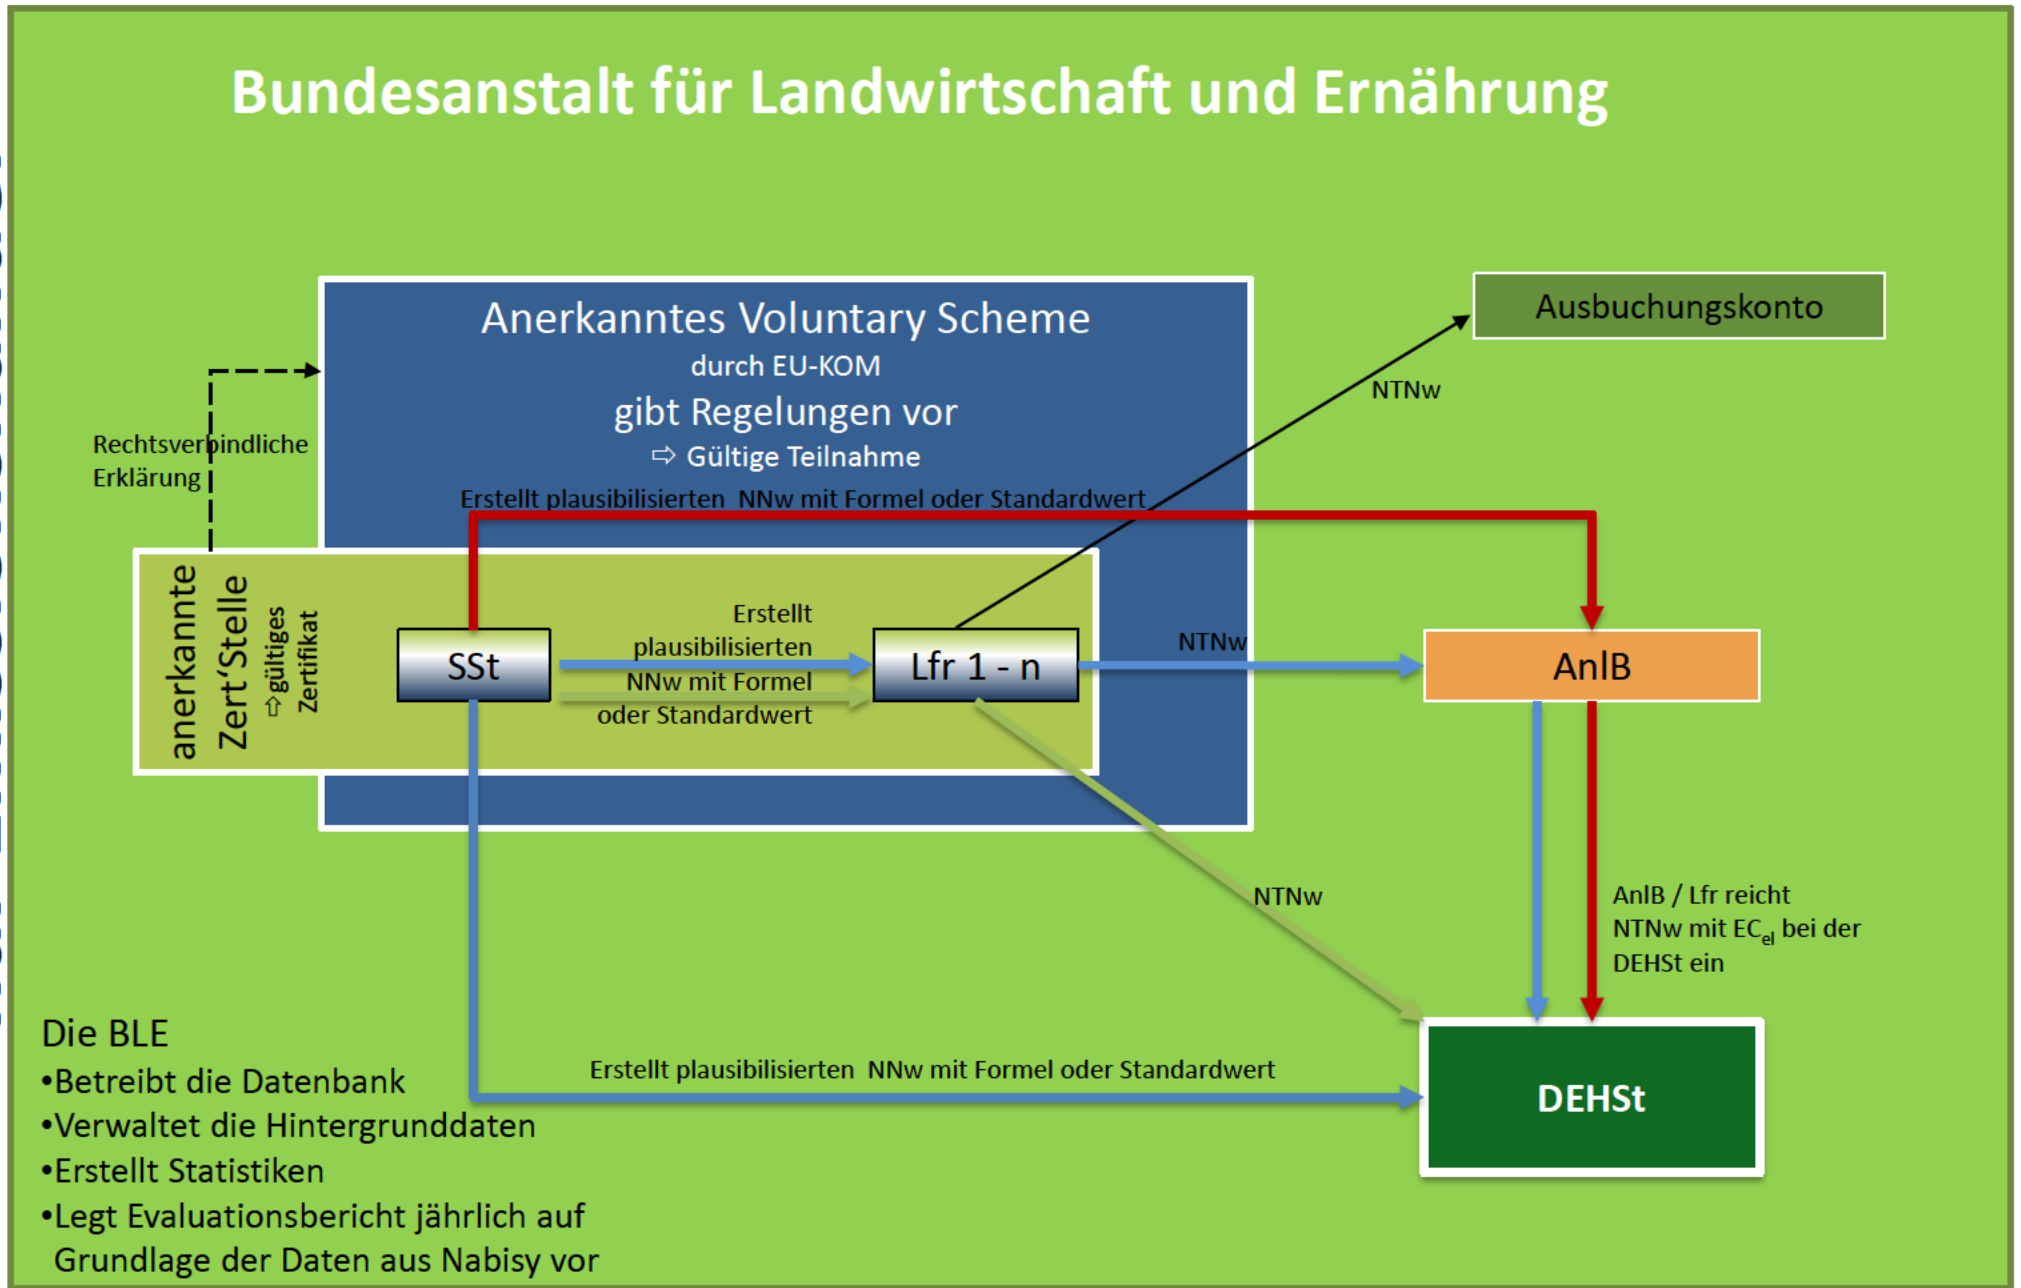 Bundesanstalt für Landwirtschaft und Ernährung
Anerkanntes Voluntary Scheme
durch EU-KOM
gibt Regelungen vor
⇨ Gültige Teilnahme
Ausbuchungskonto
NTNw
Rechtsverbindliche
Erklärung
Erstellt plausibilisierten NNw mit Formel oder Standardwert
anerkannte
Zert‘Stelle
⇨gültiges
Zertifikat
SSt
Erstellt
plausibilisierten
NNw mit Formel
oder Standardwert
Lfr 1 - n
NTNw
AnlB
NTNw
AnlB / Lfr reicht
NTNw mit ECel bei der
DEHSt ein
Erstellt plausibilisierten NNw mit Formel oder Standardwert
DEHSt
Die BLE
•Betreibt die Datenbank
•Verwaltet die Hintergrunddaten
•Erstellt Statistiken
•Legt Evaluationsbericht jährlich auf
Grundlage der Daten aus Nabisy vor